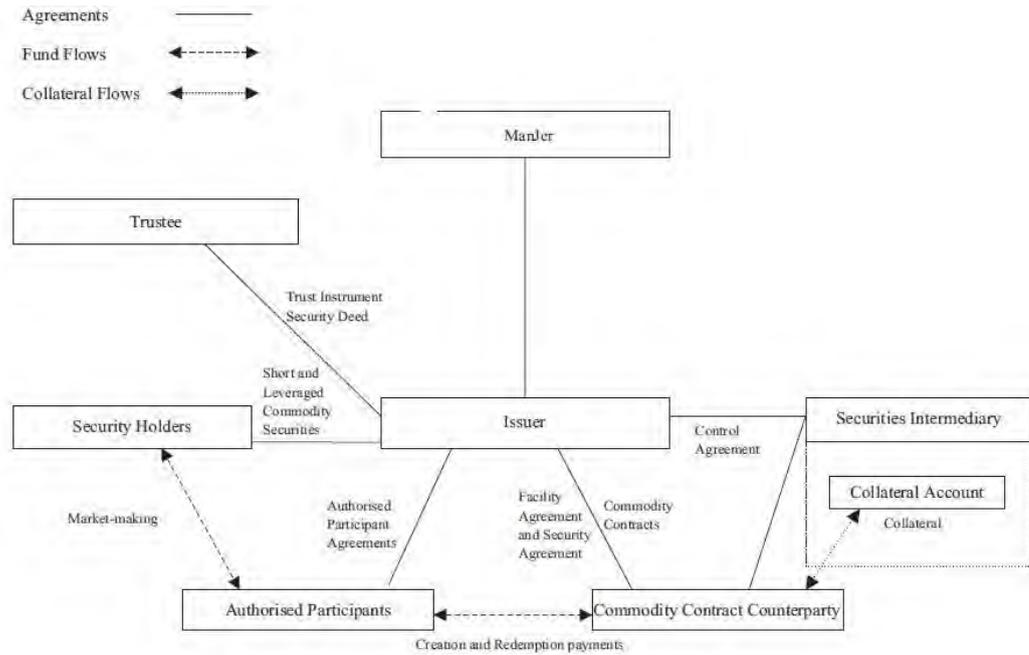 Agreements
Fund Flows
Collateral Flows
ManJer
Trustee
Trust Instrument
Security Deed
Short and
Leveraged
Commodity
Securities
Security Holders
Issuer
Securities Intermediary
Control
Agreement
Collateral Account
Collateral
Market-making
Authorised
Participant
Agreements
Facility
Agreement
and Security
Agreement
Commodity
Contracts
Authorised Participants
Commodity Contract Counterparty
Creation and Redemption payments